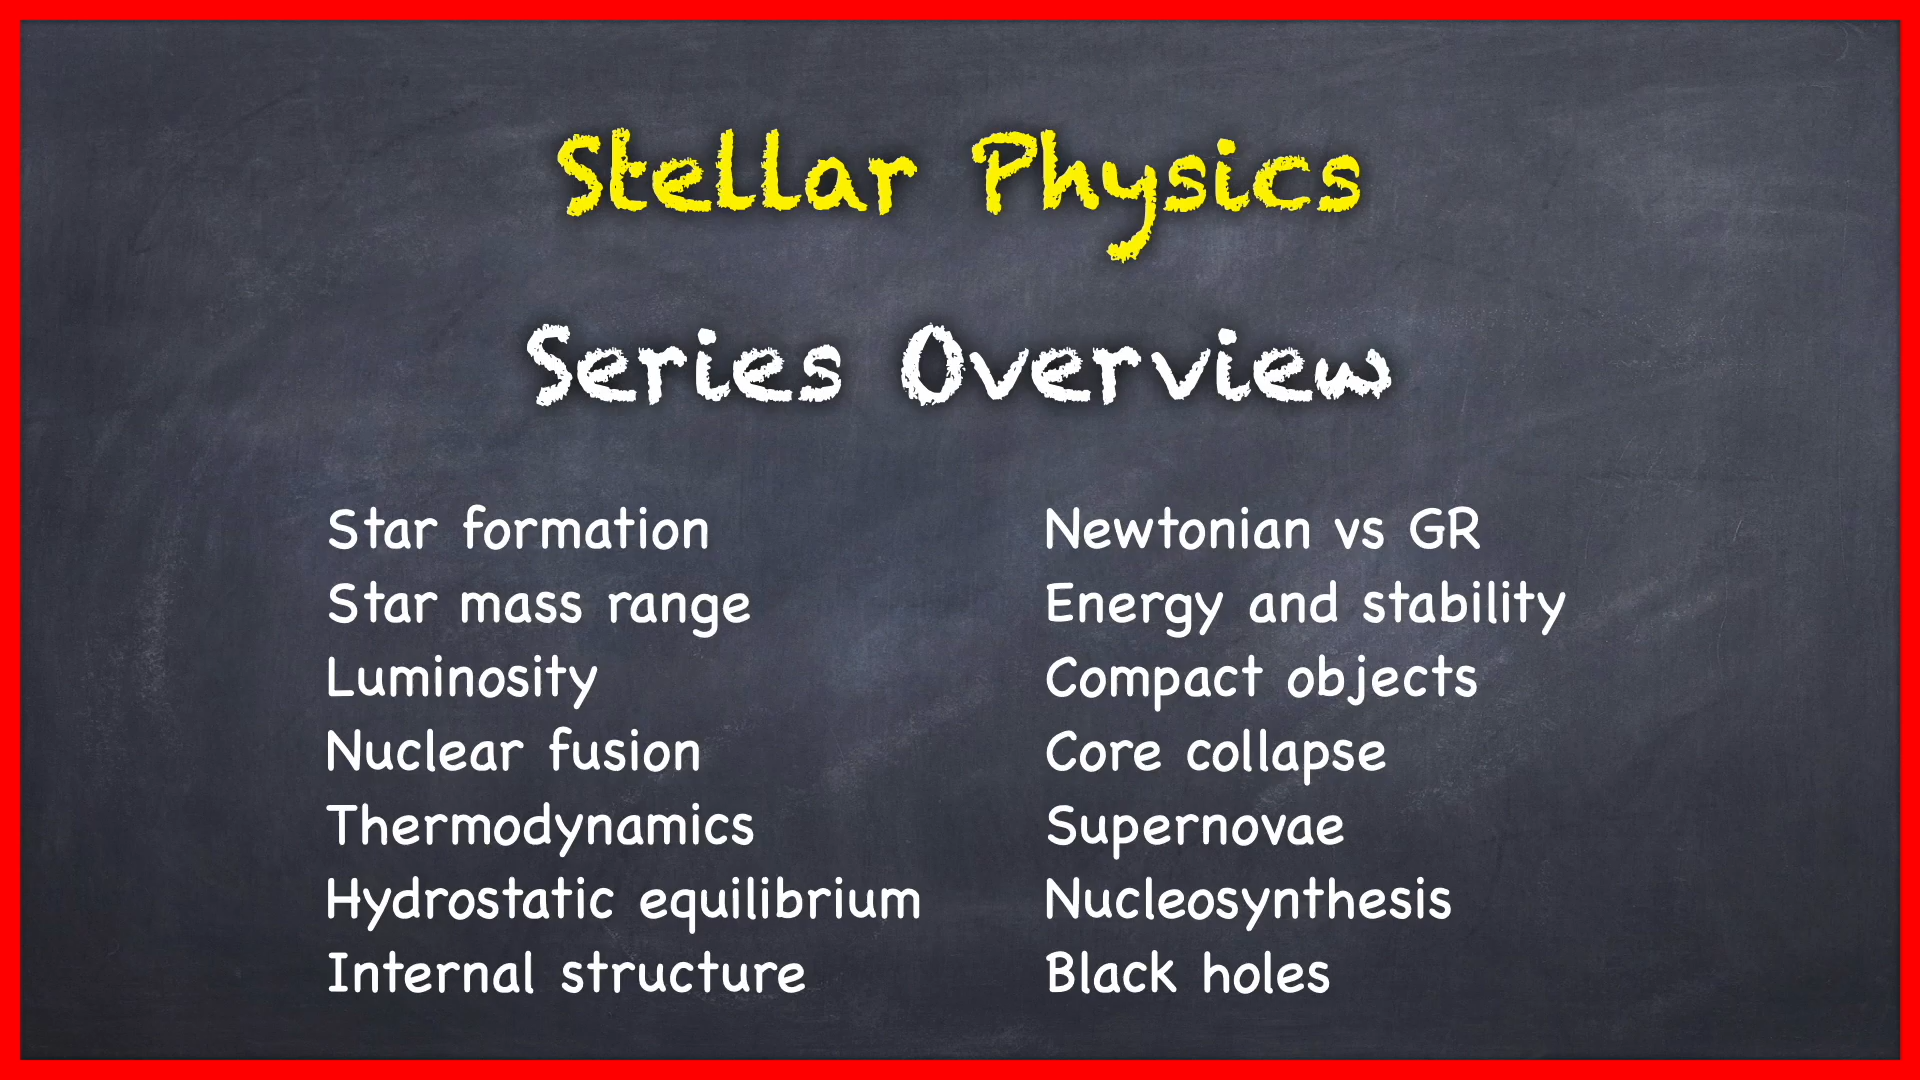 Stellar Physics
Series Overview
Star formation
Star mass range
Luminosity
Nuclear fusion
Thermodynamics
Hydrostatic equilibrium
Internal structure
Newtonian vs GR
Energy and stability
Compact objects
Core collapse
Supernovae
Nucleosynthesis
Black holes